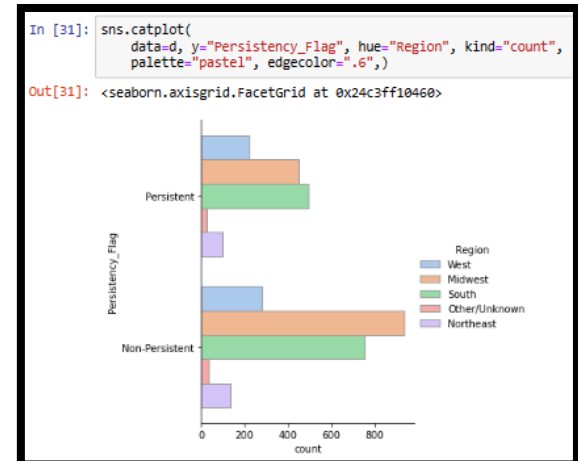 In [31]: sns.catplot(
data=d, y="Persistency_Flag", hue="Region", kind="count",
palette="pastel", edgecolor=".6",)
Out[31]: <seaborn.axisgrid.FacetGrid at 0x24c3ff10460>
Persistent
Non-Persistent
Persistency_Flag
0 200 400 600 800
count
Region
West
Midwest
South
Other/Unknown
Northeast